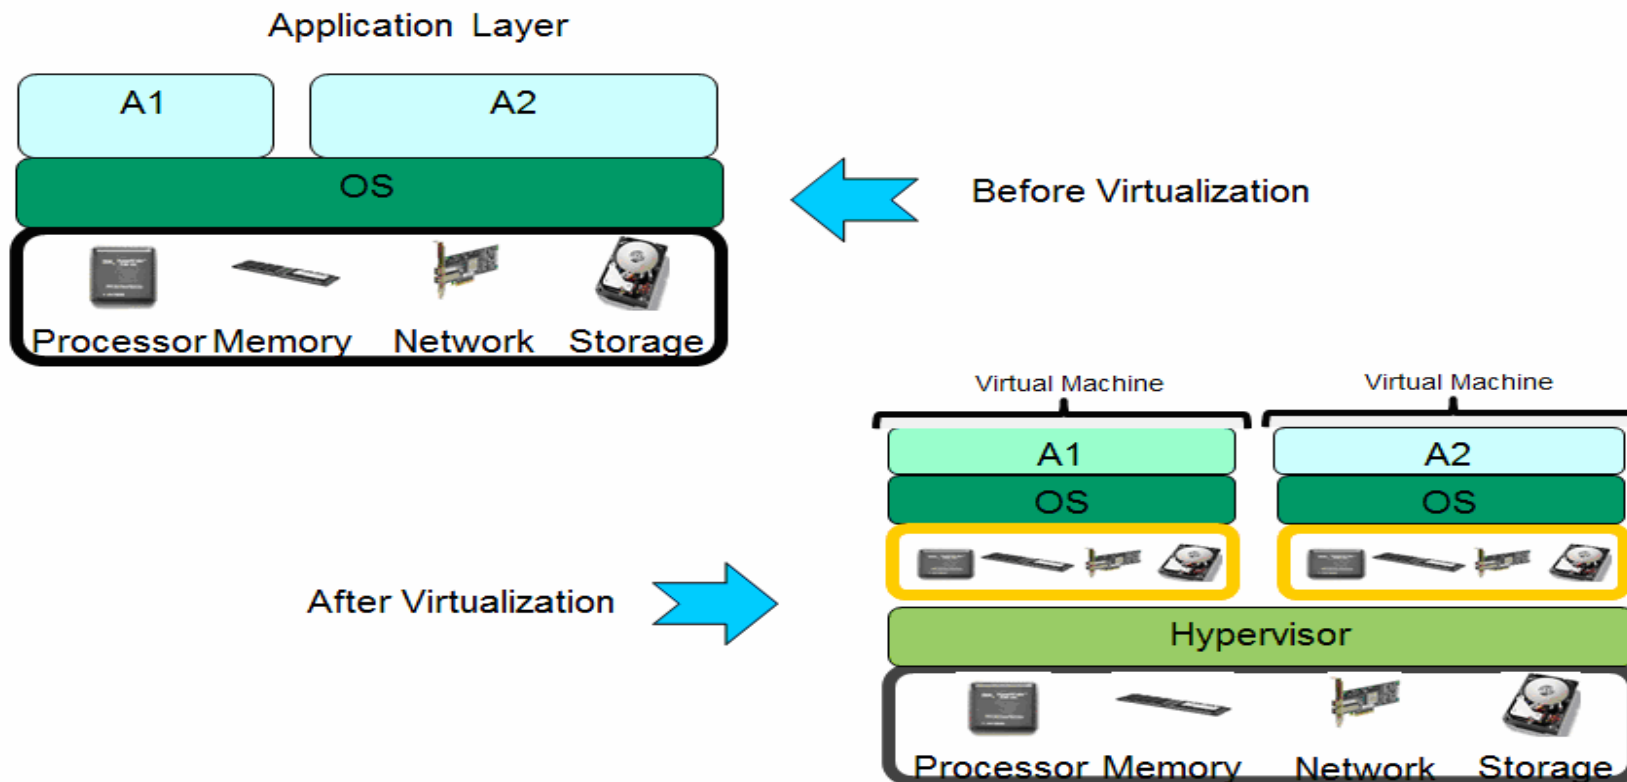 Application Layer
A1 A2
OS
Before Virtualization
Processor Memory Network Storage
Virtual Machine Virtual Machine
A1 A2
OS OS
After Virtualization
Hypervisor
Processor Memory Network Storage